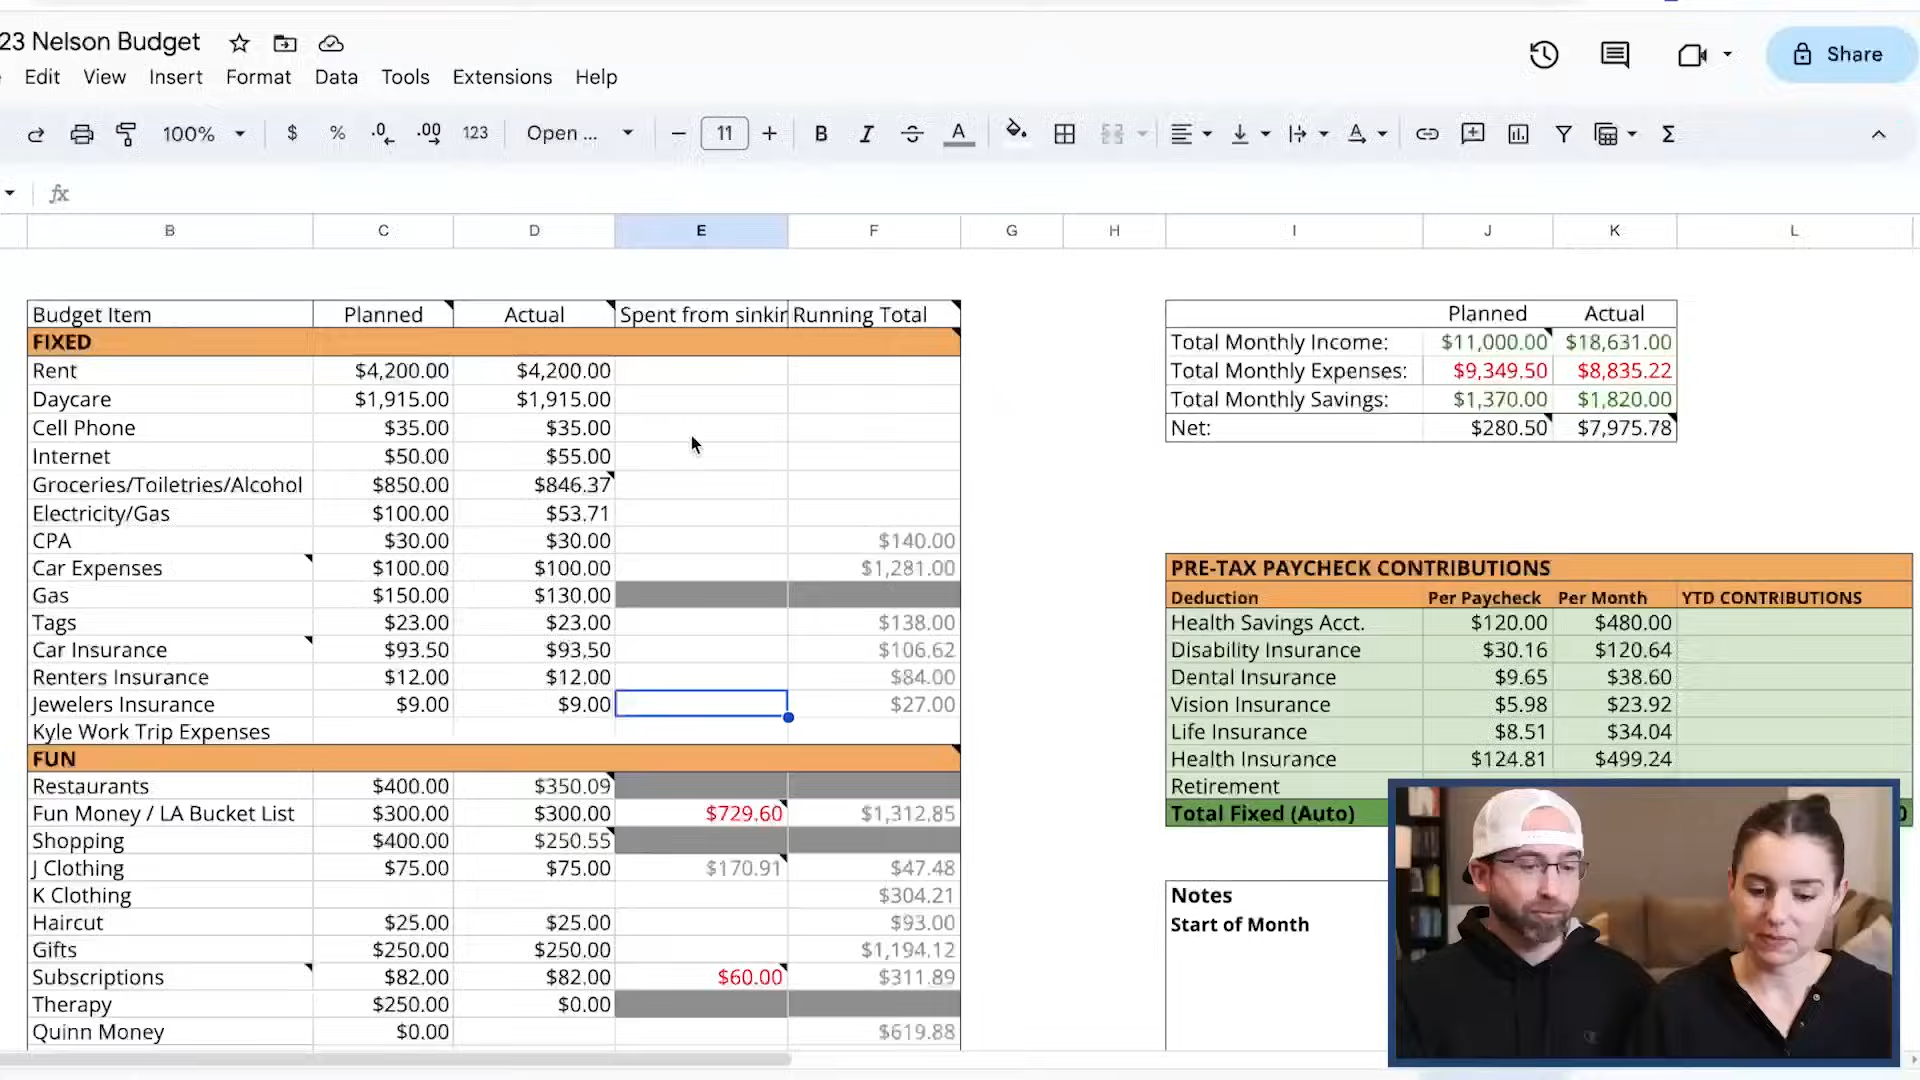 23 Nelson Budget
Share
Edit View Insert Format Data Tools Extensions Help
100% $ % .0 .00 123 Open ... 11 B I A
fx
B C D E F G H I J K L
Budget Item Planned Actual Spent from sinkin Running Total
FIXED
Rent $4,200.00 $4,200.00
Daycare $1,915.00 $1,915.00
Cell Phone $35.00 $35.00
Internet $50.00 $55.00
Groceries/Toiletries/Alcohol $850.00 $846.37
Electricity/Gas $100.00 $53.71
CPA $30.00 $30.00 $140.00
Car Expenses $100.00 $100.00 $1,281.00
Gas $150.00 $130.00
Tags $23.00 $23.00 $138.00
Car Insurance $93.50 $93.50 $106.62
Renters Insurance $12.00 $12.00 $84.00
Jewelers Insurance $9.00 $9.00 $27.00
Kyle Work Trip Expenses
FUN
Restaurants $400.00 $350.09
Fun Money / LA Bucket List $300.00 $300.00 $729.60 $1,312.85
Shopping $400.00 $250.55
J Clothing $75.00 $75.00 $170.91 $47.48
K Clothing $304.21
Haircut $25.00 $25.00 $93.00
Gifts $250.00 $250.00 $1,194.12
Subscriptions $82.00 $82.00 $60.00 $311.89
Therapy $250.00 $0.00
Quinn Money $0.00 $619.88
Planned Actual
Total Monthly Income: $11,000.00 $18,631.00
Total Monthly Expenses: $9,349.50 $8,835.22
Total Monthly Savings: $1,370.00 $1,820.00
Net: $280.50 $7,975.78
PRE-TAX PAYCHECK CONTRIBUTIONS
Deduction Per Paycheck Per Month YTD CONTRIBUTIONS
Health Savings Acct. $120.00 $480.00
Disability Insurance $30.16 $120.64
Dental Insurance $9.65 $38.60
Vision Insurance $5.98 $23.92
Life Insurance $8.51 $34.04
Health Insurance $124.81 $499.24
Retirement
Total Fixed (Auto)
Notes
Start of Month